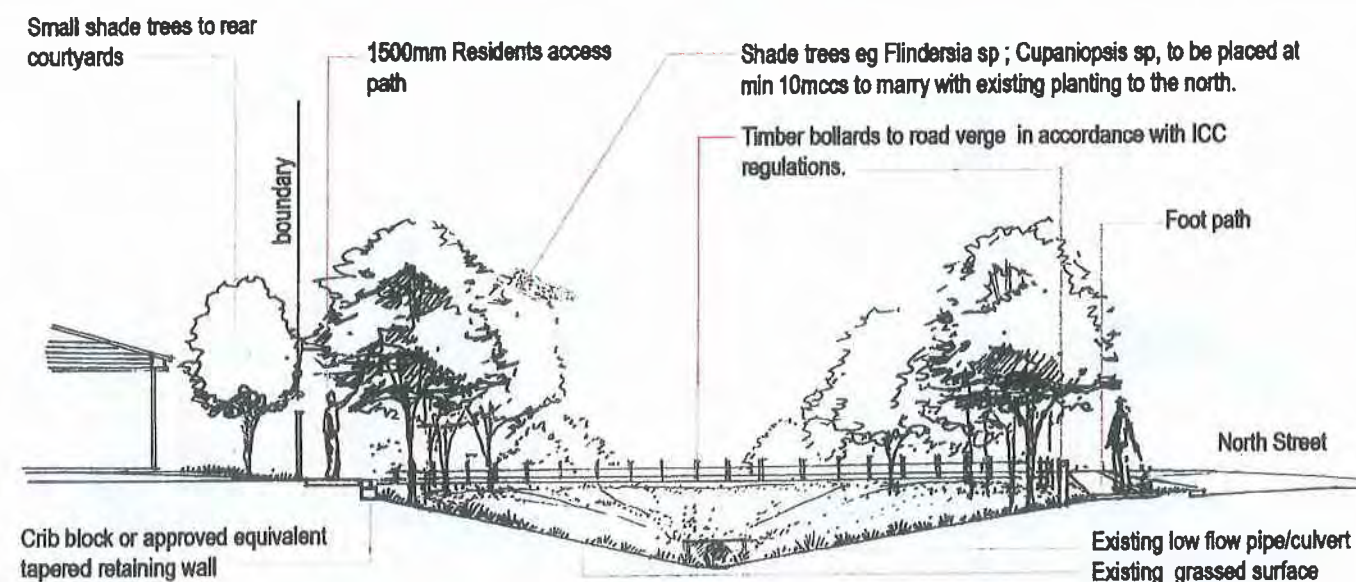 Small shade trees to rear
courtyards
1500mm Residents access
path
Shade trees eg Flindersia sp ; Cupaniopsis sp, to be placed at
min 10mccs to marry with existing planting to the north.
Timber bollards to road verge in accordance with ICC
regulations.
boundary
Foot path
North Street
Crib block or approved equivalent
tapered retaining wall
Existing low flow pipe/culvert
Existing grassed surface